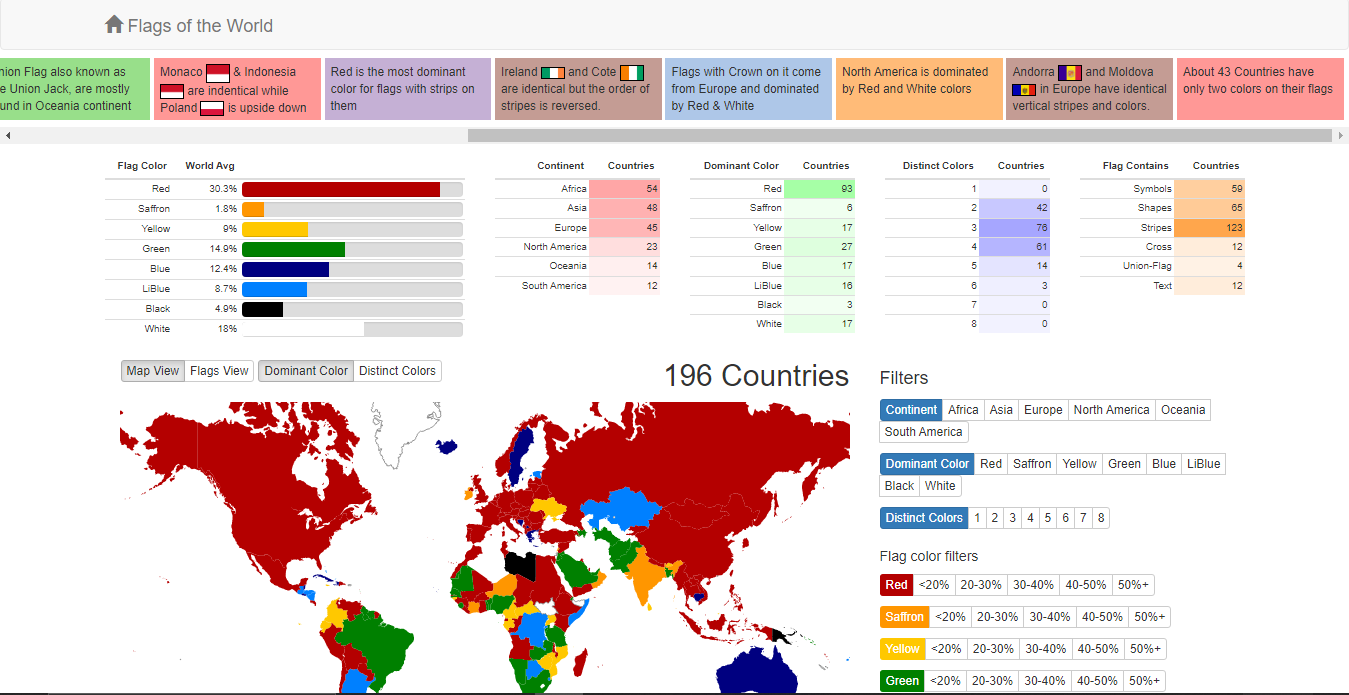 Flags of the World
nion Flag also known as
e Union Jack, are mostly
und in Oceania continent
Monaco & Indonesia
are indentical while
Poland is upside down
Red is the most dominant
color for flags with strips on
them
Ireland and Cote
are identical but the order of
stripes is reversed.
Flags with Crown on it come
from Europe and dominated
by Red & White
North America is dominated
by Red and White colors
Andorra and Moldova
in Europe have identical
vertical stripes and colors.
About 43 Countries have
only two colors on their flags
Flag Color World Avg
Red 30.3%
Saffron 1.8%
Yellow 9%
Green 14.9%
Blue 12.4%
LiBlue 8.7%
Black 4.9%
White 18%
Continent Countries
Africa 54
Asia 48
Europe 45
North America 23
Oceania 14
South America 12
Dominant Color Countries
Red 93
Saffron 6
Yellow 17
Green 27
Blue 17
LiBlue 16
Black 3
White 17
Distinct Colors Countries
1 0
2 42
3 76
4 61
5 14
6 3
7 0
8 0
Flag Contains Countries
Symbols 59
Shapes 65
Stripes 123
Cross 12
Union-Flag 4
Text 12
Map View Flags View Dominant Color Distinct Colors
196 Countries
Filters
Continent Africa Asia Europe North America Oceania
South America
Dominant Color Red Saffron Yellow Green Blue LiBlue
Black White
Distinct Colors 1 2 3 4 5 6 7 8
Flag color filters
Red <20% 20-30% 30-40% 40-50% 50%+
Saffron <20% 20-30% 30-40% 40-50% 50%+
Yellow <20% 20-30% 30-40% 40-50% 50%+
Green <20% 20-30% 30-40% 40-50% 50%+